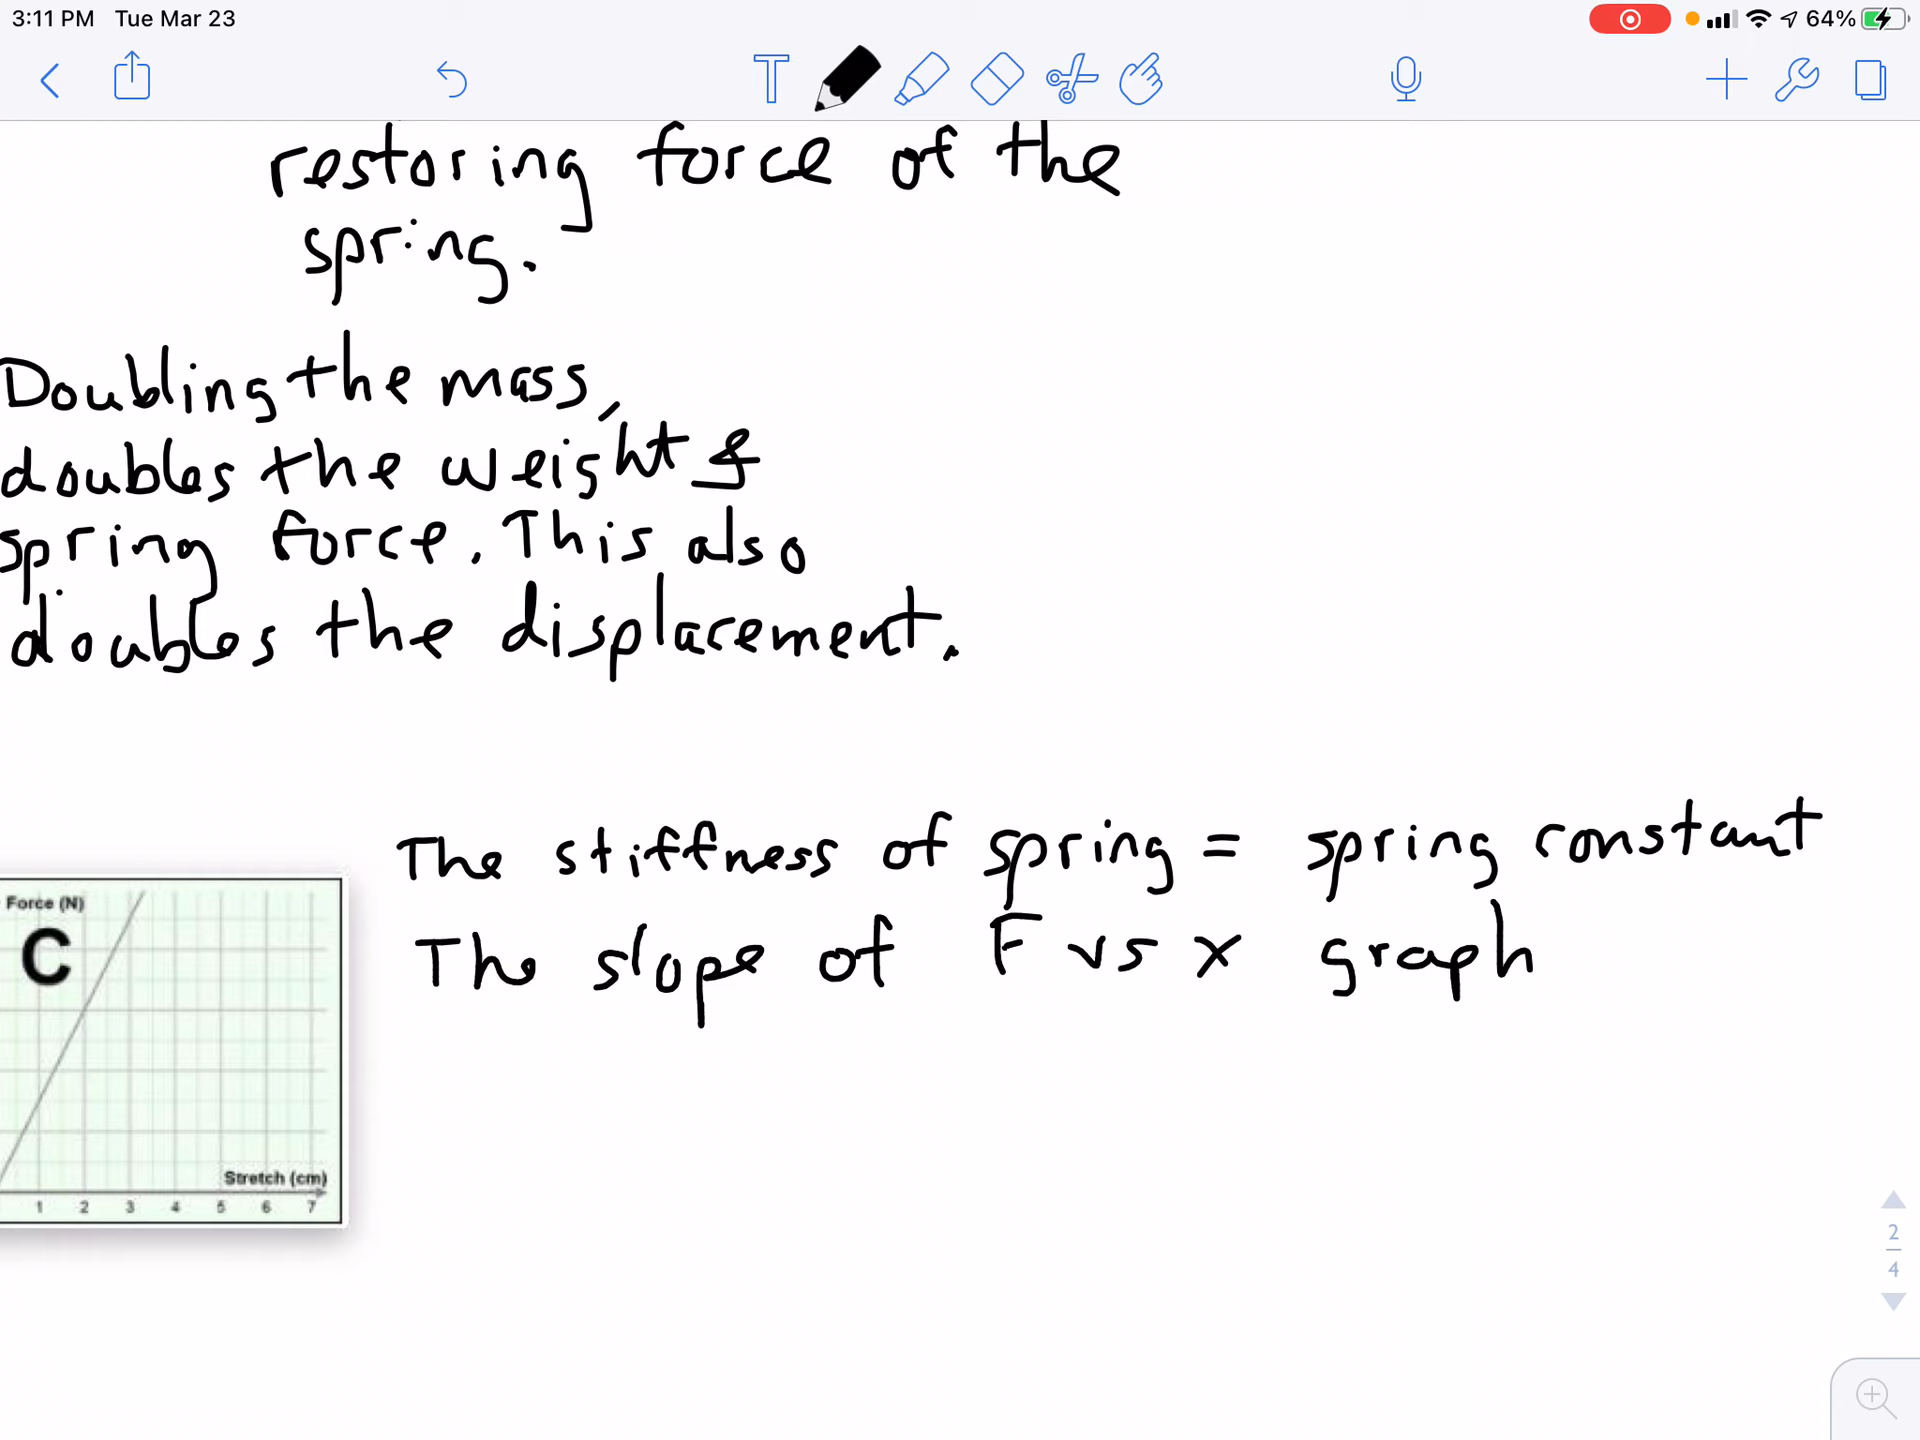 3:11 PM Tue Mar 23
64%
T
restoring force of the
spring.
Doubling the mass,
doubles the weight &
spring force. This also
doubles the displacement.
The stiffness of spring = spring constant
The slope of F vs x graph
Force (N)
C
Stretch (cm)
1 2 3 4 5 6 7
2
4